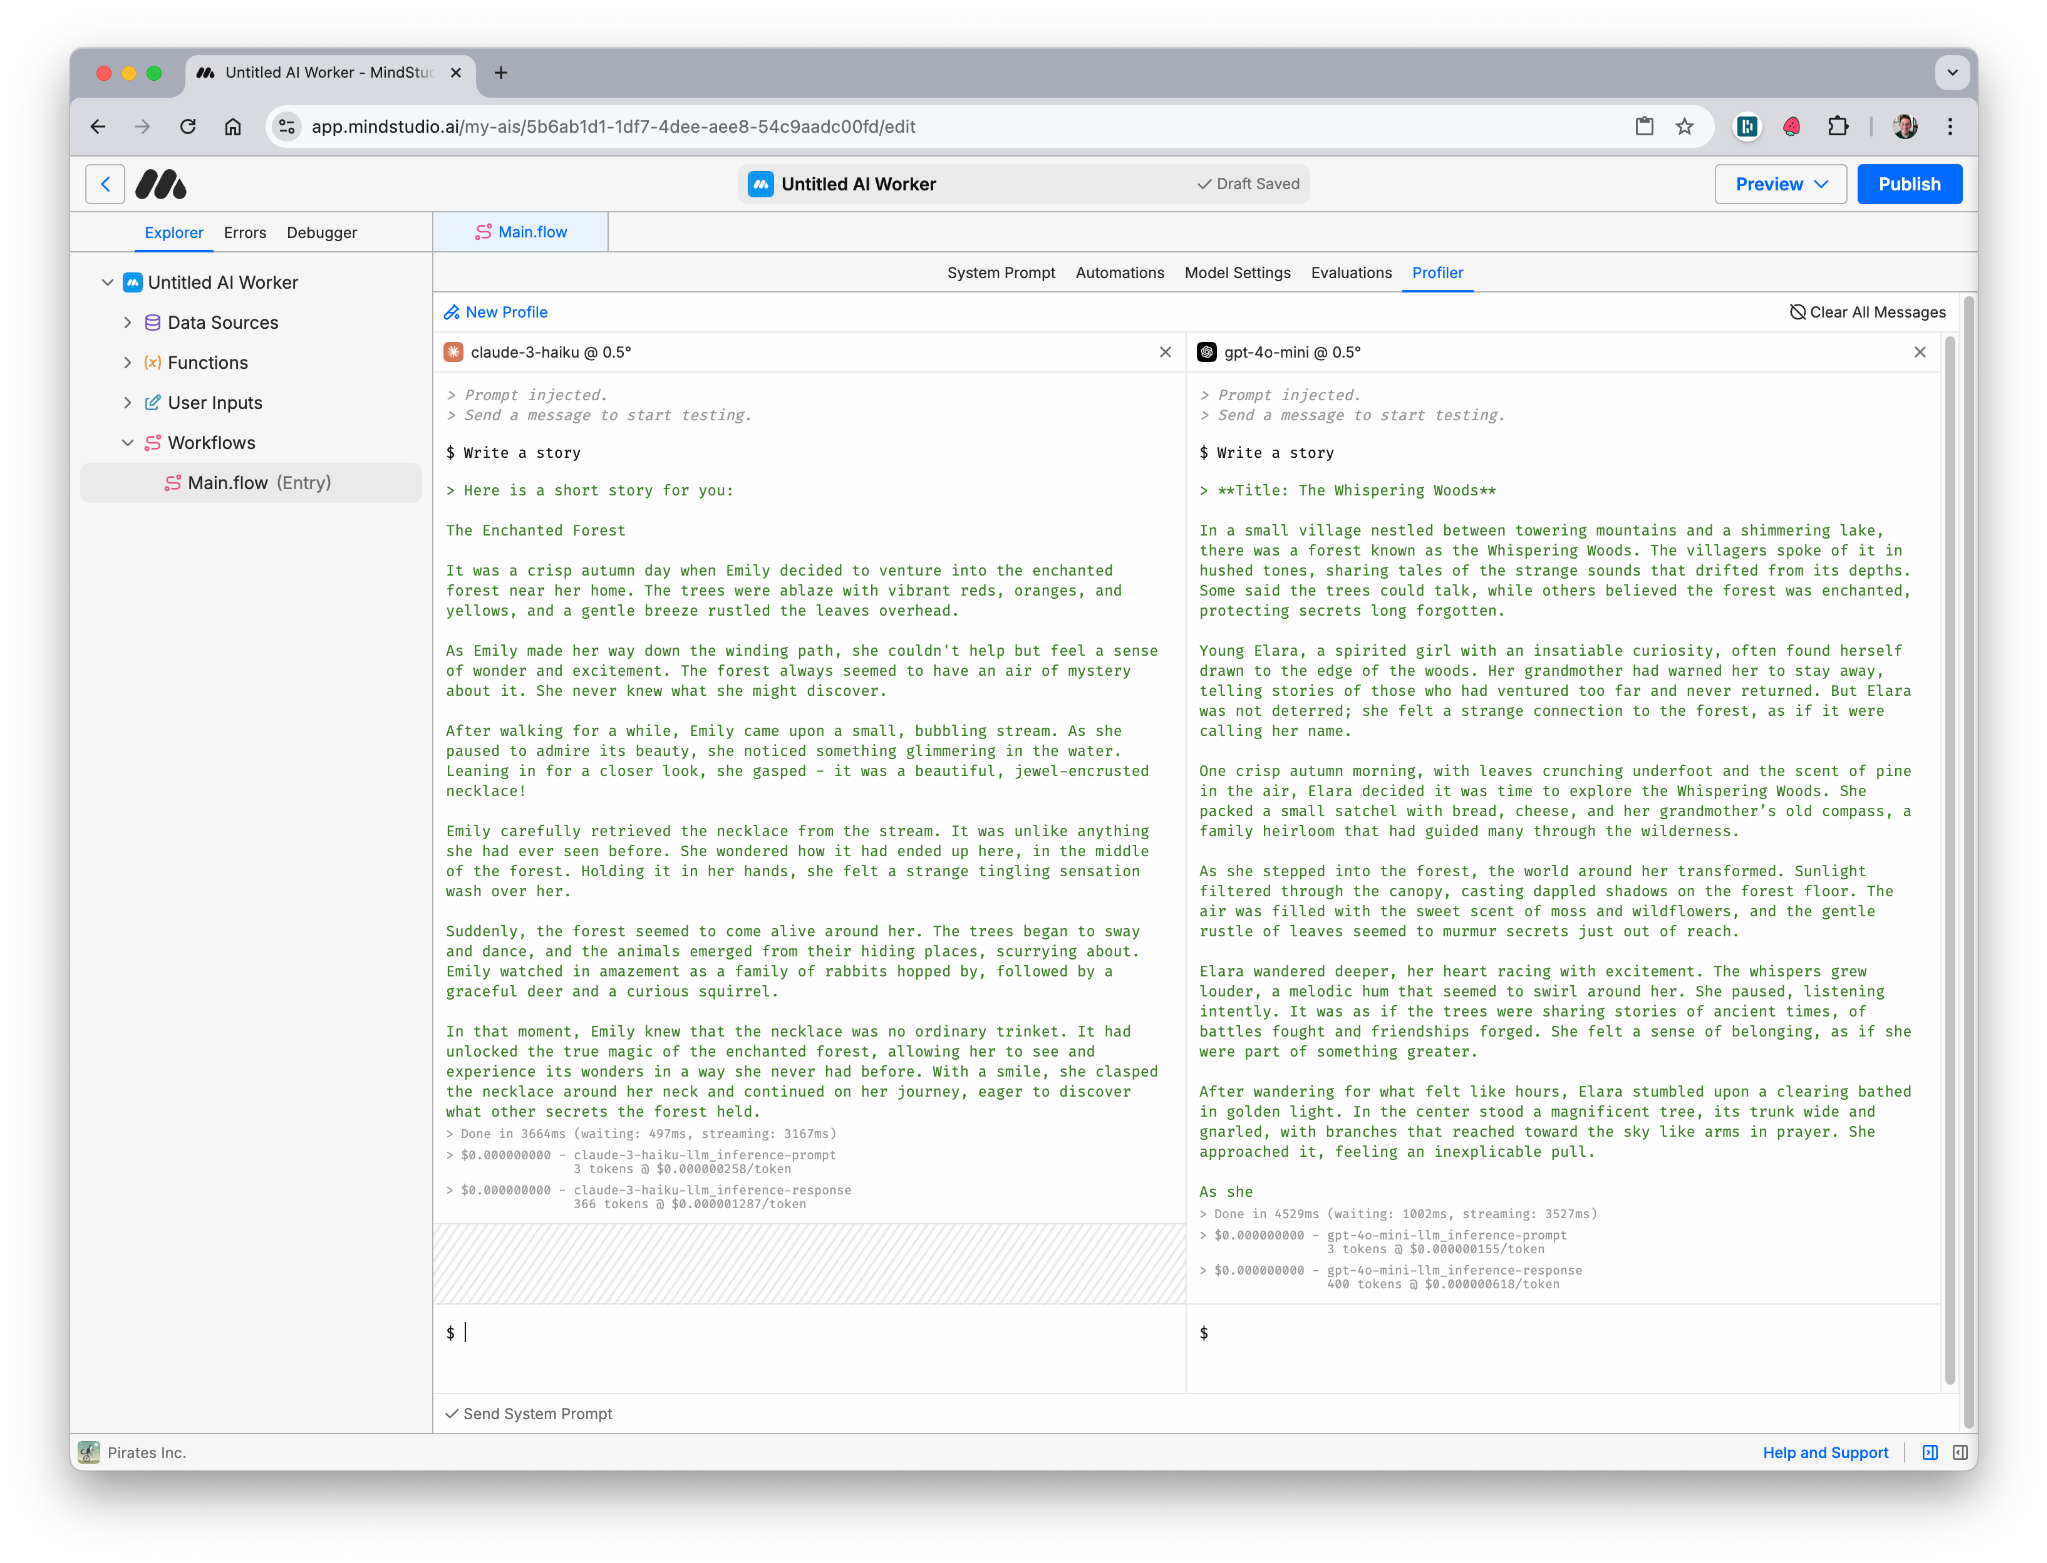 Untitled AI Worker - MindStu
app.mindstudio.ai/my-ais/5b6ab1d1-1df7-4dee-aee8-54c9aadc00fd/edit
Untitled AI Worker
Draft Saved
Preview
Publish
Explorer
Errors
Debugger
Main.flow
System Prompt
Automations
Model Settings
Evaluations
Profiler
Untitled AI Worker
Data Sources
Functions
User Inputs
Workflows
Main.flow (Entry)
New Profile
Clear All Messages
claude-3-haiku @ 0.5°
> Prompt injected.
> Send a message to start testing.
$ Write a story
> Here is a short story for you:
The Enchanted Forest
It was a crisp autumn day when Emily decided to venture into the enchanted
forest near her home. The trees were ablaze with vibrant reds, oranges, and
yellows, and a gentle breeze rustled the leaves overhead.
As Emily made her way down the winding path, she couldn't help but feel a sense
of wonder and excitement. The forest always seemed to have an air of mystery
about it. She never knew what she might discover.
After walking for a while, Emily came upon a small, bubbling stream. As she
paused to admire its beauty, she noticed something glimmering in the water.
Leaning in for a closer look, she gasped - it was a beautiful, jewel-encrusted
necklace!
Emily carefully retrieved the necklace from the stream. It was unlike anything
she had ever seen before. She wondered how it had ended up here, in the middle
of the forest. Holding it in her hands, she felt a strange tingling sensation
wash over her.
Suddenly, the forest seemed to come alive around her. The trees began to sway
and dance, and the animals emerged from their hiding places, scurrying about.
Emily watched in amazement as a family of rabbits hopped by, followed by a
graceful deer and a curious squirrel.
In that moment, Emily knew that the necklace was no ordinary trinket. It had
unlocked the true magic of the enchanted forest, allowing her to see and
experience its wonders in a way she never had before. With a smile, she clasped
the necklace around her neck and continued on her journey, eager to discover
what other secrets the forest held.
> Done in 3664ms (waiting: 497ms, streaming: 3167ms)
> $0.000000000 - claude-3-haiku-llm_inference-prompt
3 tokens @ $0.000000258/token
> $0.000000000 - claude-3-haiku-llm_inference-response
366 tokens @ $0.000001287/token
$
gpt-4o-mini @ 0.5°
> Prompt injected.
> Send a message to start testing.
$ Write a story
> **Title: The Whispering Woods**
In a small village nestled between towering mountains and a shimmering lake,
there was a forest known as the Whispering Woods. The villagers spoke of it in
hushed tones, sharing tales of the strange sounds that drifted from its depths.
Some said the trees could talk, while others believed the forest was enchanted,
protecting secrets long forgotten.
Young Elara, a spirited girl with an insatiable curiosity, often found herself
drawn to the edge of the woods. Her grandmother had warned her to stay away,
telling stories of those who had ventured too far and never returned. But Elara
was not deterred; she felt a strange connection to the forest, as if it were
calling her name.
One crisp autumn morning, with leaves crunching underfoot and the scent of pine
in the air, Elara decided it was time to explore the Whispering Woods. She
packed a small satchel with bread, cheese, and her grandmother’s old compass, a
family heirloom that had guided many through the wilderness.
As she stepped into the forest, the world around her transformed. Sunlight
filtered through the canopy, casting dappled shadows on the forest floor. The
air was filled with the sweet scent of moss and wildflowers, and the gentle
rustle of leaves seemed to murmur secrets just out of reach.
Elara wandered deeper, her heart racing with excitement. The whispers grew
louder, a melodic hum that seemed to swirl around her. She paused, listening
intently. It was as if the trees were sharing stories of ancient times, of
battles fought and friendships forged. She felt a sense of belonging, as if she
were part of something greater.
After wandering for what felt like hours, Elara stumbled upon a clearing bathed
in golden light. In the center stood a magnificent tree, its trunk wide and
gnarled, with branches that reached toward the sky like arms in prayer. She
approached it, feeling an inexplicable pull.
As she
> Done in 4529ms (waiting: 1002ms, streaming: 3527ms)
> $0.000000000 - gpt-4o-mini-llm_inference-prompt
3 tokens @ $0.000000155/token
> $0.000000000 - gpt-4o-mini-llm_inference-response
400 tokens @ $0.000000618/token
$
Send System Prompt
Pirates Inc.
Help and Support